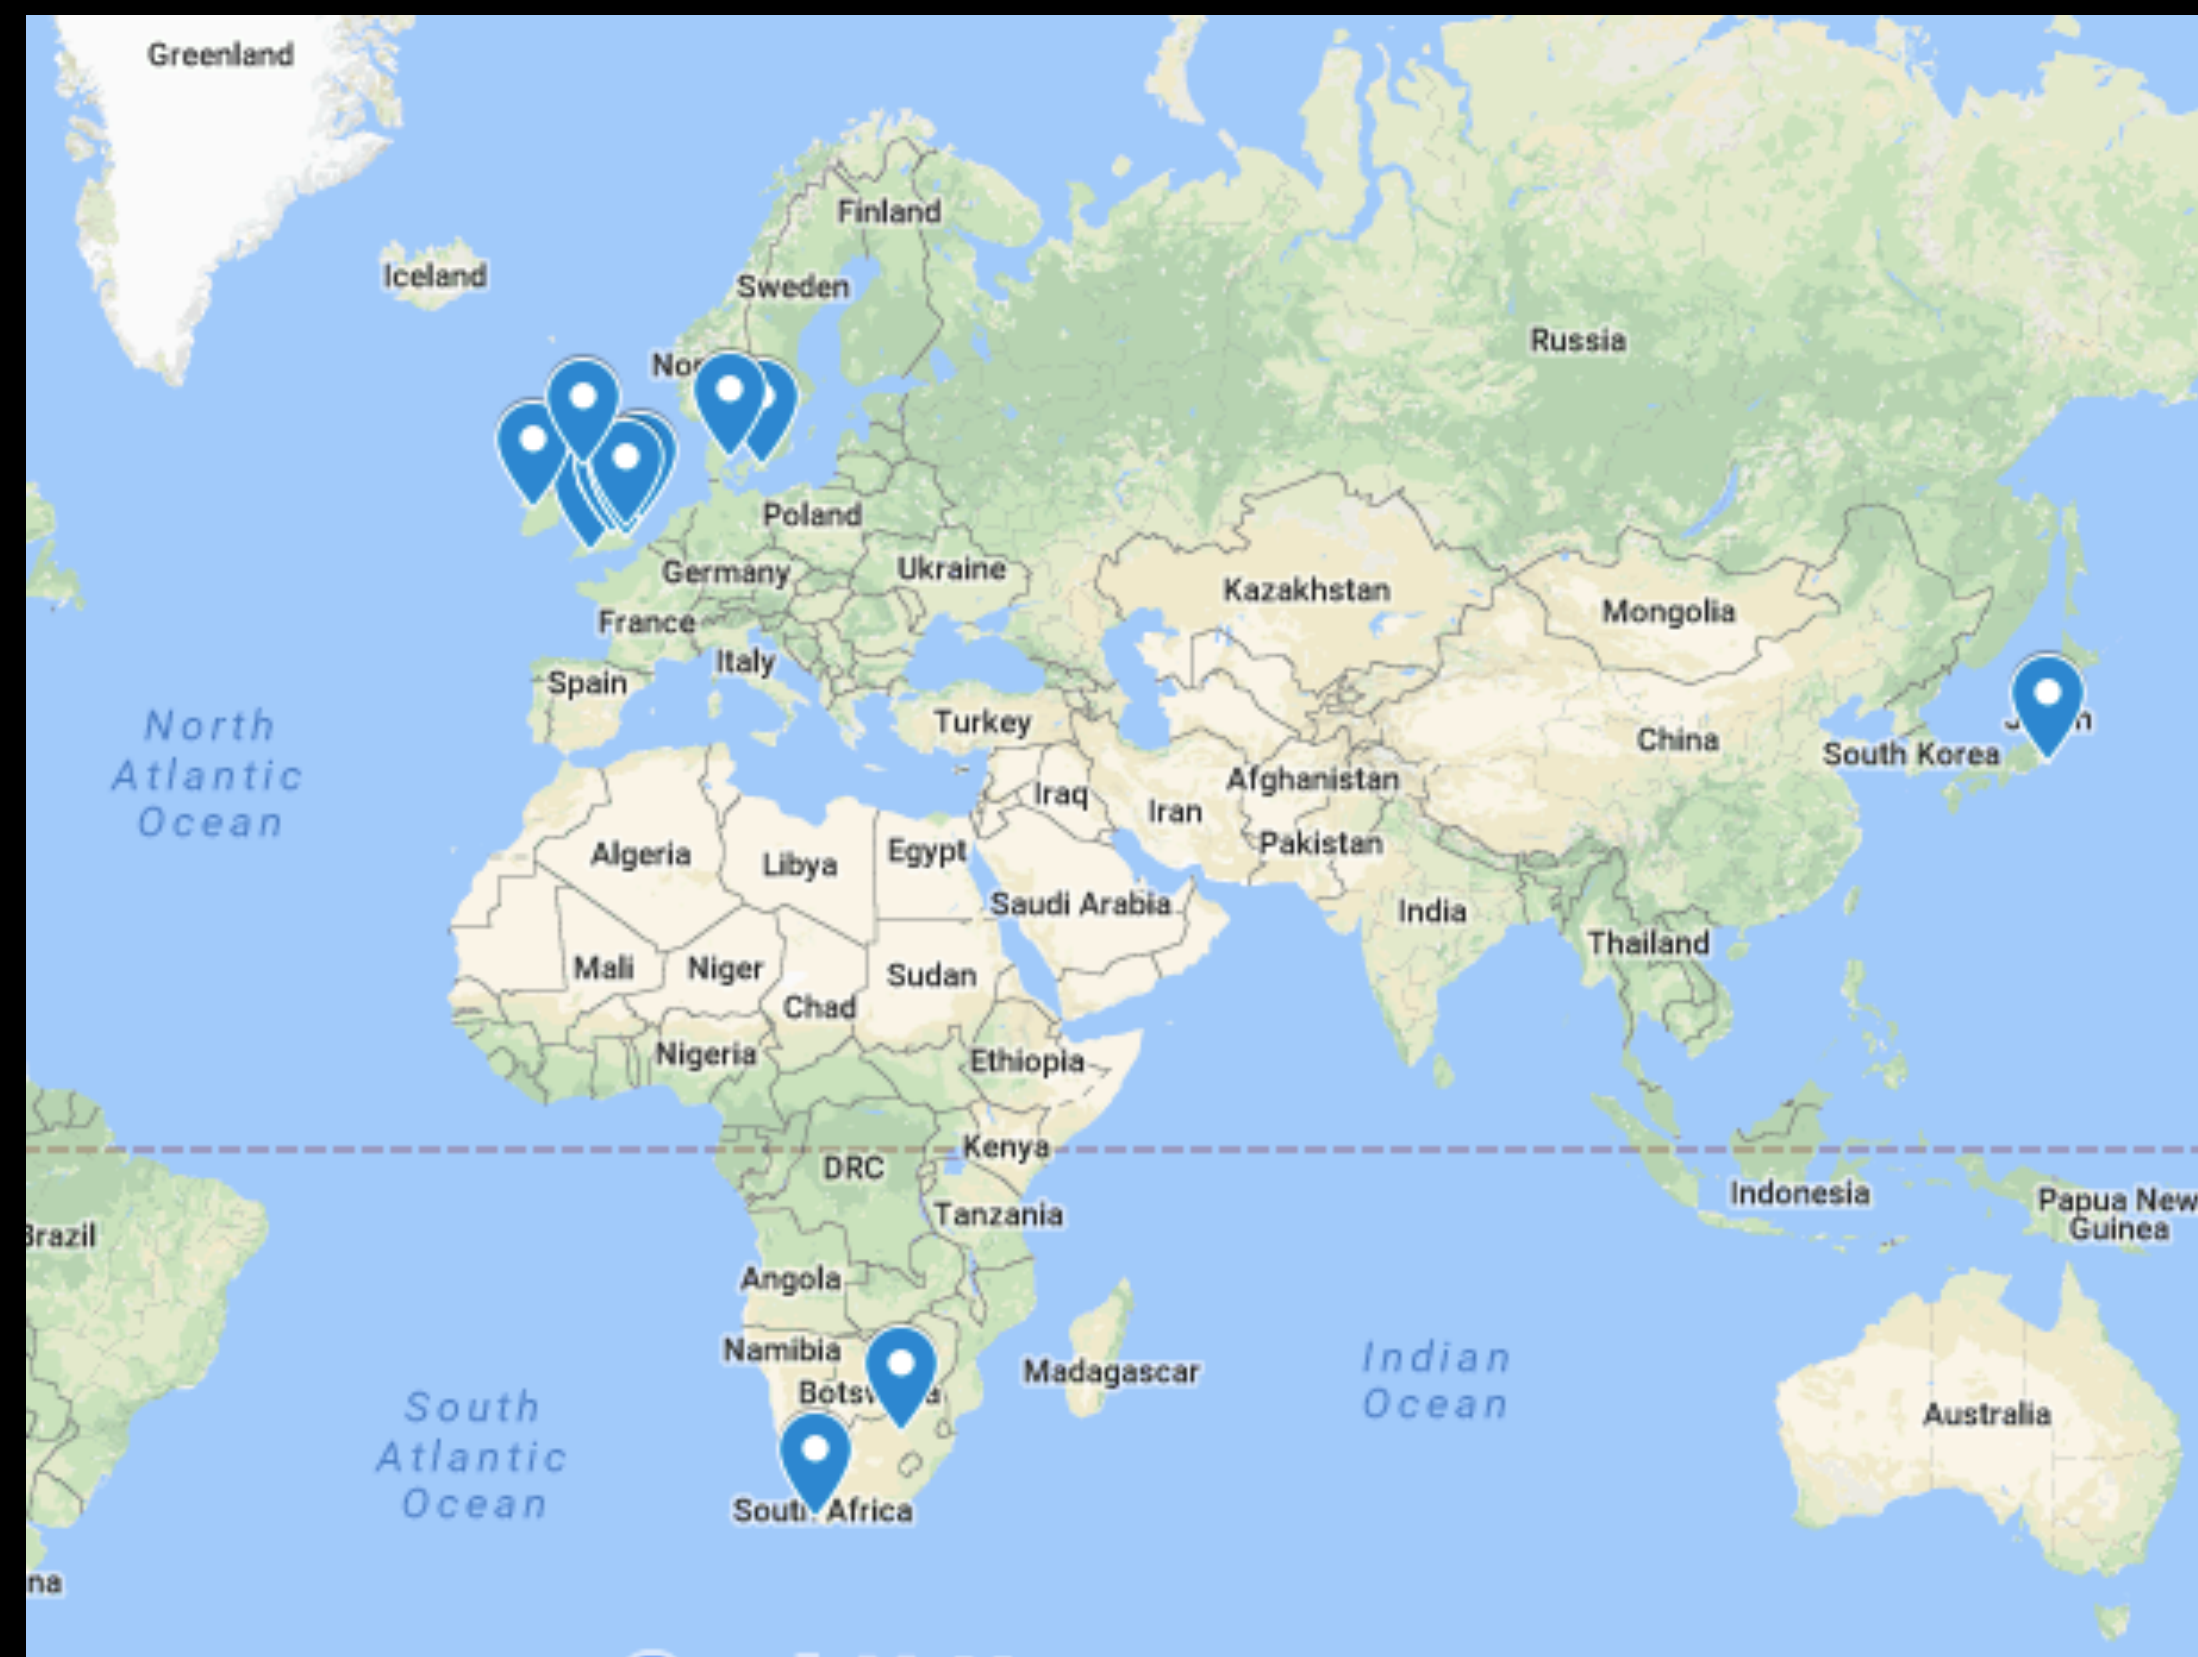 Greenland
Finland
Iceland
Sweden
Russia
Poland
Ukraine
Germany
Kazakhstan
Mongolia
France
Italy
Spain
North
Atlantic
Ocean
Turkey
China
South Korea
Afghanistan
Iraq
Iran
Pakistan
Algeria
Libya
Egypt
Saudi Arabia
India
Thailand
Mali
Niger
Sudan
Chad
Nigeria
Ethiopia
Kenya
DRC
Indonesia
Papua New
Guinea
Tanzania
Angola
Namibia
Madagascar
Indian
Ocean
South
Atlantic
Ocean
Australia
South Africa